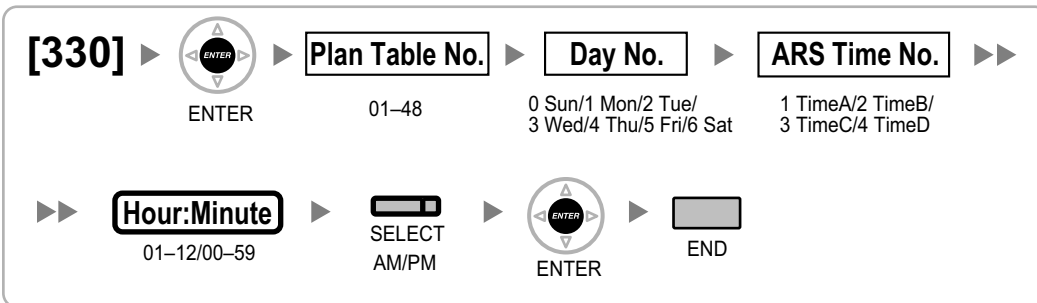 [330] ENTER Plan Table No. Day No. ARS Time No.
ENTER 01–48 0 Sun/1 Mon/2 Tue/ 1 TimeA/2 TimeB/
3 Wed/4 Thu/5 Fri/6 Sat 3 TimeC/4 TimeD
Hour:Minute ENTER
01–12/00–59 SELECT END
AM/PM ENTER